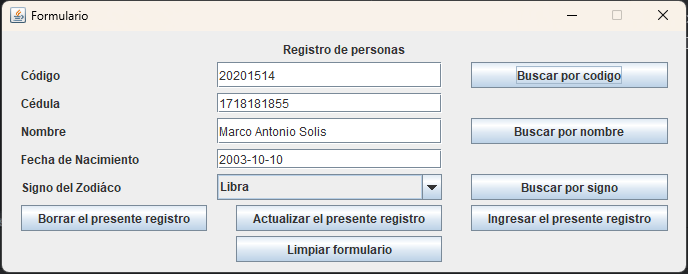 Formulario
Registro de personas
Código 20201514 Buscar por codigo
Cédula 1718181855
Nombre Marco Antonio Solis Buscar por nombre
Fecha de Nacimiento 2003-10-10
Signo del Zodiáco Libra Buscar por signo
Borrar el presente registro Actualizar el presente registro Ingresar el presente registro
Limpiar formulario